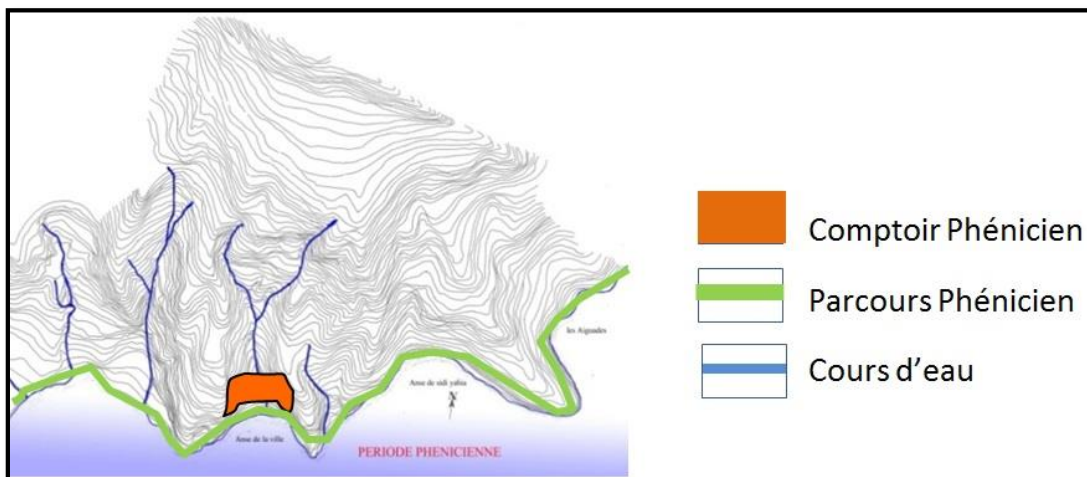 les Aiguades
Anse de sidi yahia
N
Anse de la ville
PERIODE PHENICIENNE
Comptoir Phénicien
Parcours Phénicien
Cours d'eau